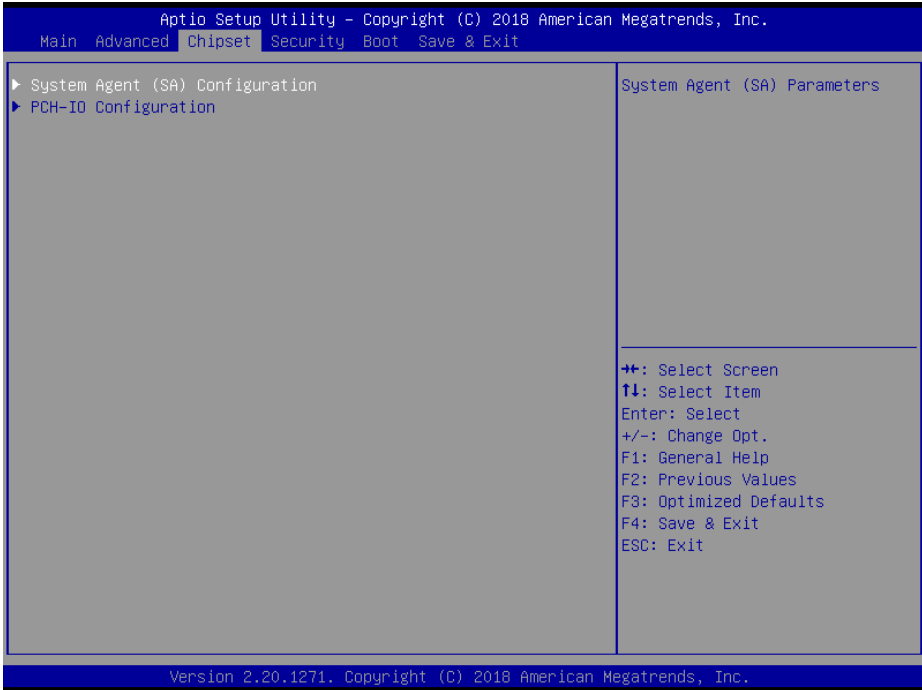 Aptio Setup Utility – Copyright (C) 2018 American Megatrends, Inc.
Main Advanced Chipset Security Boot Save & Exit
System Agent (SA) Configuration
PCH-IO Configuration
System Agent (SA) Parameters
→←: Select Screen
↑↓: Select Item
Enter: Select
+/-: Change Opt.
F1: General Help
F2: Previous Values
F3: Optimized Defaults
F4: Save & Exit
ESC: Exit
Version 2.20.1271. Copyright (C) 2018 American Megatrends, Inc.